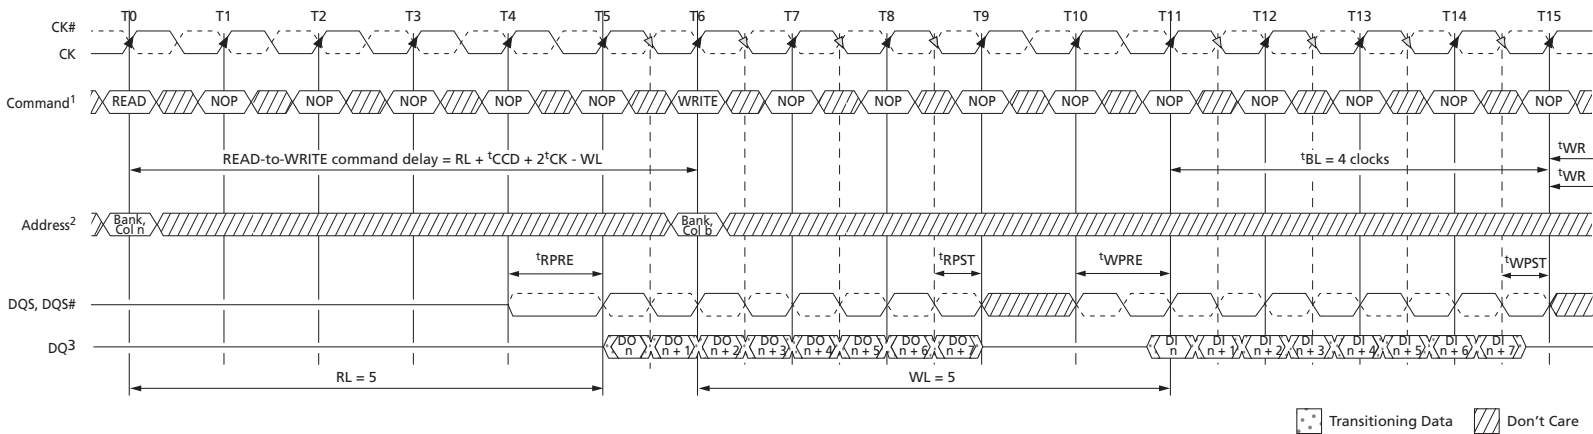 T0 T1 T2 T3 T4 T5 T6 T7 T8 T9 T10 T11 T12 T13 T14 T15
CK#
CK
Command1 READ NOP NOP NOP NOP NOP WRITE NOP NOP NOP NOP NOP NOP NOP NOP NOP
READ-to-WRITE command delay = RL + tCCD + 2tCK - WL
tBL = 4 clocks
tWR
tWR
Address2 Bank, Col n Bank, Col b
tRPRE tRPST tWPRE tWPST
DQS, DQS#
DQ3 DO n DO n + 1 DO n + 2 DO n + 3 DO n + 4 DO n + 5 DO n + 6 DO n + 7 DI n DI n + 1 DI n + 2 DI n + 3 DI n + 4 DI n + 5 DI n + 6 DI n + 7
RL = 5 WL = 5
Transitioning Data Don't Care